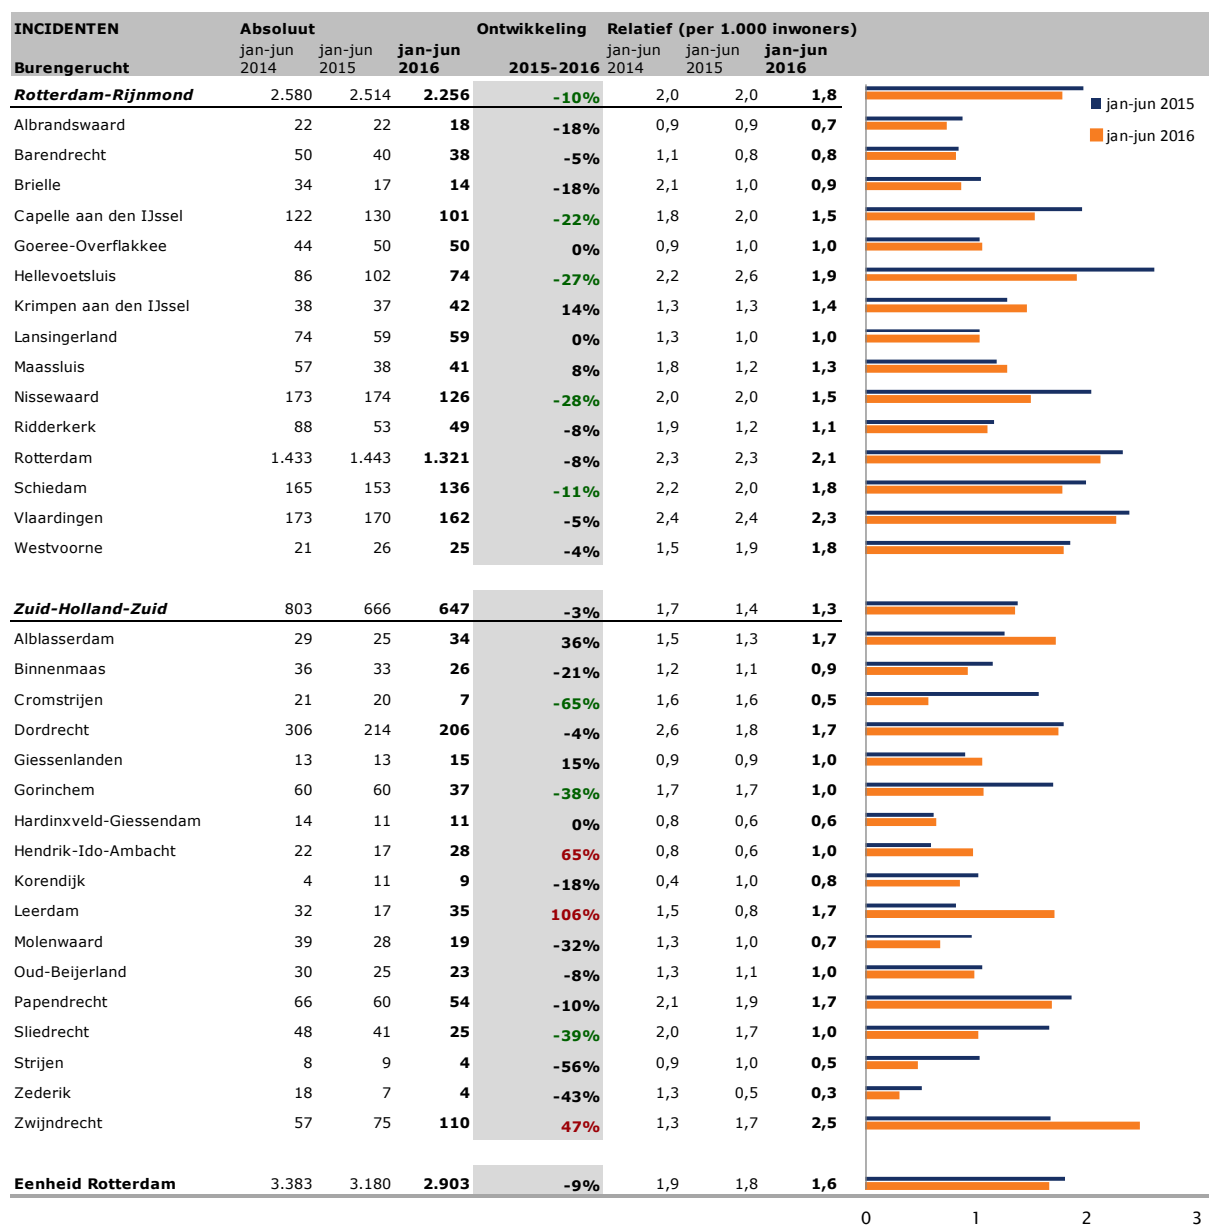 INCIDENTEN Absoluut Ontwikkeling Relatief (per 1.000 inwoners)
jan-jun jan-jun jan-jun jan-jun jan-jun jan-jun
Burengerucht 2014 2015 2016 2015-2016 2014 2015 2016
Rotterdam-Rijnmond 2.580 2.514 2.256 -10% 2,0 2,0 1,8
jan-jun 2015
Albrandswaard 22 22 18 -18% 0,9 0,9 0,7
jan-jun 2016
Barendrecht 50 40 38 -5% 1,1 0,8 0,8
Brielle 34 17 14 -18% 2,1 1,0 0,9
Capelle aan den IJssel 122 130 101 -22% 1,8 2,0 1,5
Goeree-Overflakkee 44 50 50 0% 0,9 1,0 1,0
Hellevoetsluis 86 102 74 -27% 2,2 2,6 1,9
Krimpen aan den IJssel 38 37 42 14% 1,3 1,3 1,4
Lansingerland 74 59 59 0% 1,3 1,0 1,0
Maassluis 57 38 41 8% 1,8 1,2 1,3
Nissewaard 173 174 126 -28% 2,0 2,0 1,5
Ridderkerk 88 53 49 -8% 1,9 1,2 1,1
Rotterdam 1.433 1.443 1.321 -8% 2,3 2,3 2,1
Schiedam 165 153 136 -11% 2,2 2,0 1,8
Vlaardingen 173 170 162 -5% 2,4 2,4 2,3
Westvoorne 21 26 25 -4% 1,5 1,9 1,8
Zuid-Holland-Zuid 803 666 647 -3% 1,7 1,4 1,3
Alblasserdam 29 25 34 36% 1,5 1,3 1,7
Binnenmaas 36 33 26 -21% 1,2 1,1 0,9
Cromstrijen 21 20 7 -65% 1,6 1,6 0,5
Dordrecht 306 214 206 -4% 2,6 1,8 1,7
Giessenlanden 13 13 15 15% 0,9 0,9 1,0
Gorinchem 60 60 37 -38% 1,7 1,7 1,0
Hardinxveld-Giessendam 14 11 11 0% 0,8 0,6 0,6
Hendrik-Ido-Ambacht 22 17 28 65% 0,8 0,6 1,0
Korendijk 4 11 9 -18% 0,4 1,0 0,8
Leerdam 32 17 35 106% 1,5 0,8 1,7
Molenwaard 39 28 19 -32% 1,3 1,0 0,7
Oud-Beijerland 30 25 23 -8% 1,3 1,1 1,0
Papendrecht 66 60 54 -10% 2,1 1,9 1,7
Sliedrecht 48 41 25 -39% 2,0 1,7 1,0
Strijen 8 9 4 -56% 0,9 1,0 0,5
Zederik 18 7 4 -43% 1,3 0,5 0,3
Zwijndrecht 57 75 110 47% 1,3 1,7 2,5
Eenheid Rotterdam 3.383 3.180 2.903 -9% 1,9 1,8 1,6
0 1 2 3